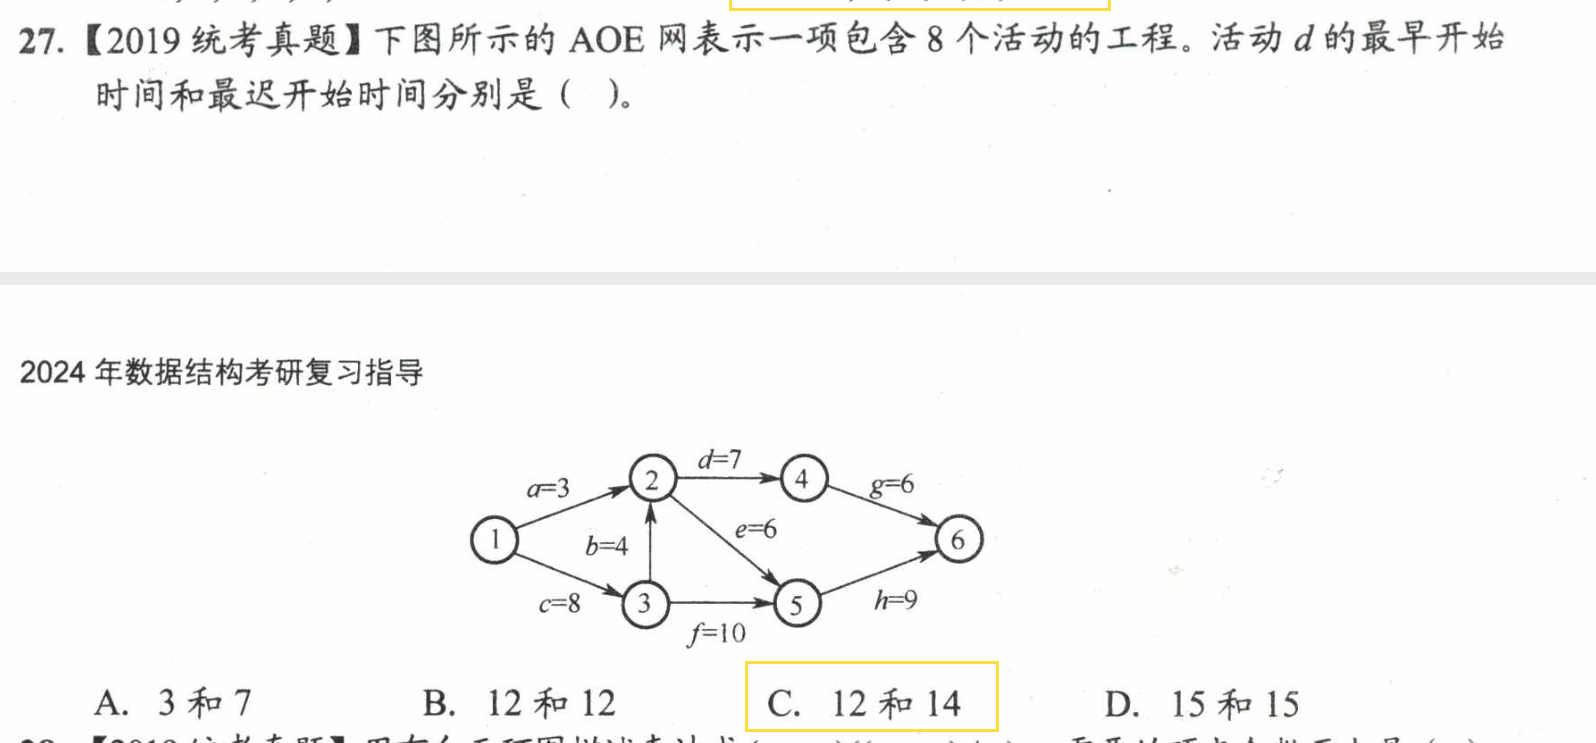 27.【2019 统考真题】下图所示的 AOE 网表示一项包含 8 个活动的工程。活动 d 的最早开始
时间和最迟开始时间分别是（ ）。
2024 年数据结构考研复习指导
d=7
2
4
a=3
g=6
1
b=4
e=6
6
c=8
3
5
h=9
f=10
A. 3 和 7 B. 12 和 12 C. 12 和 14 D. 15 和 15